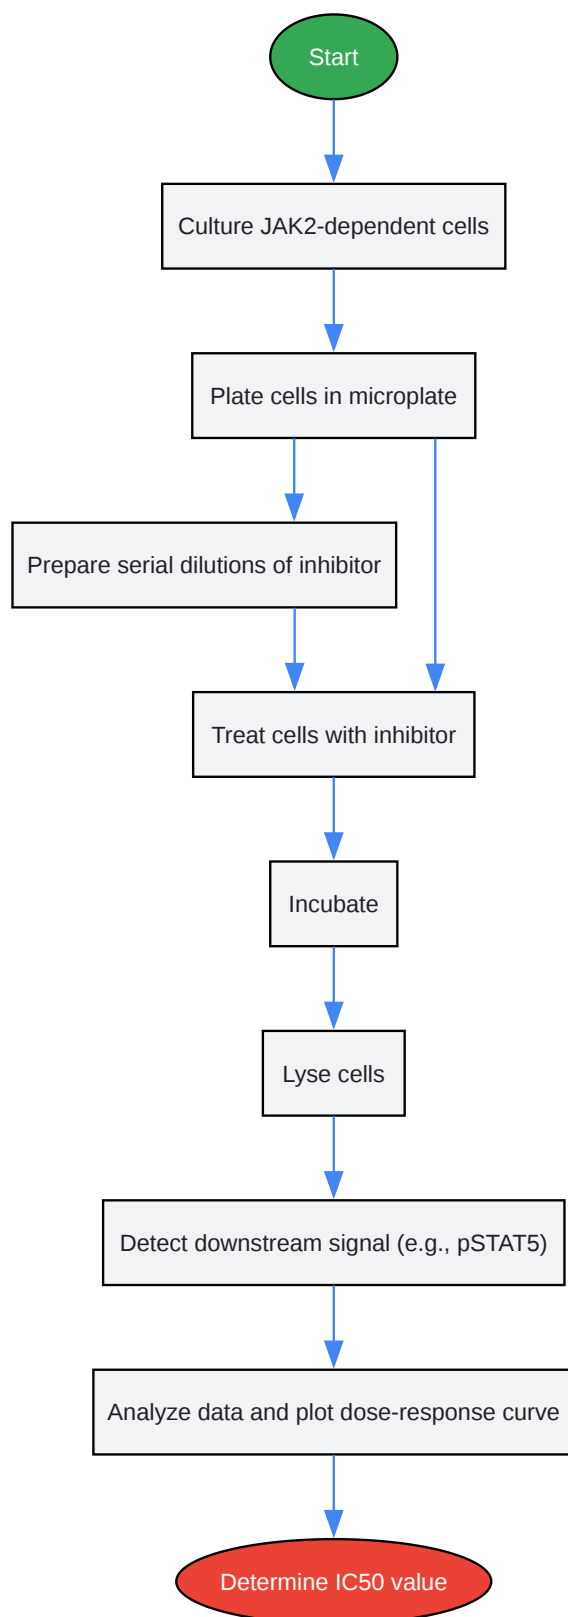 Start
Culture JAK2-dependent cells
Plate cells in microplate
Prepare serial dilutions of inhibitor
Treat cells with inhibitor
Incubate
Lyse cells
Detect downstream signal (e.g., pSTAT5)
Analyze data and plot dose-response curve
Determine IC50 value